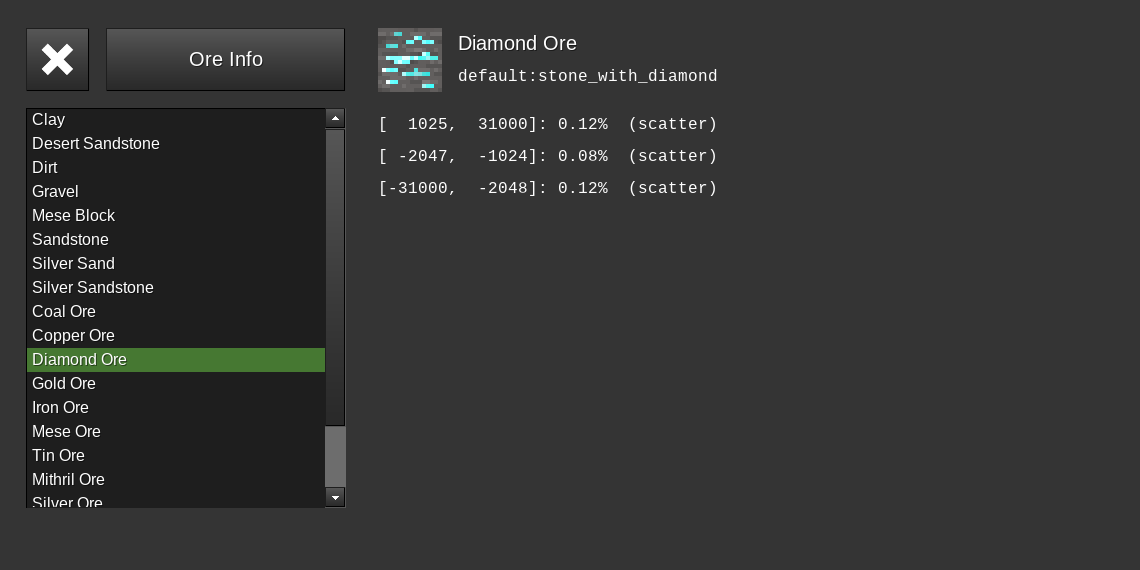 Ore Info
Diamond Ore
default:stone_with_diamond
[  1025,  31000]: 0.12%  (scatter)
[ -2047,  -1024]: 0.08%  (scatter)
[-31000,  -2048]: 0.12%  (scatter)
Clay
Desert Sandstone
Dirt
Gravel
Mese Block
Sandstone
Silver Sand
Silver Sandstone
Coal Ore
Copper Ore
Diamond Ore
Gold Ore
Iron Ore
Mese Ore
Tin Ore
Mithril Ore
Silver Ore